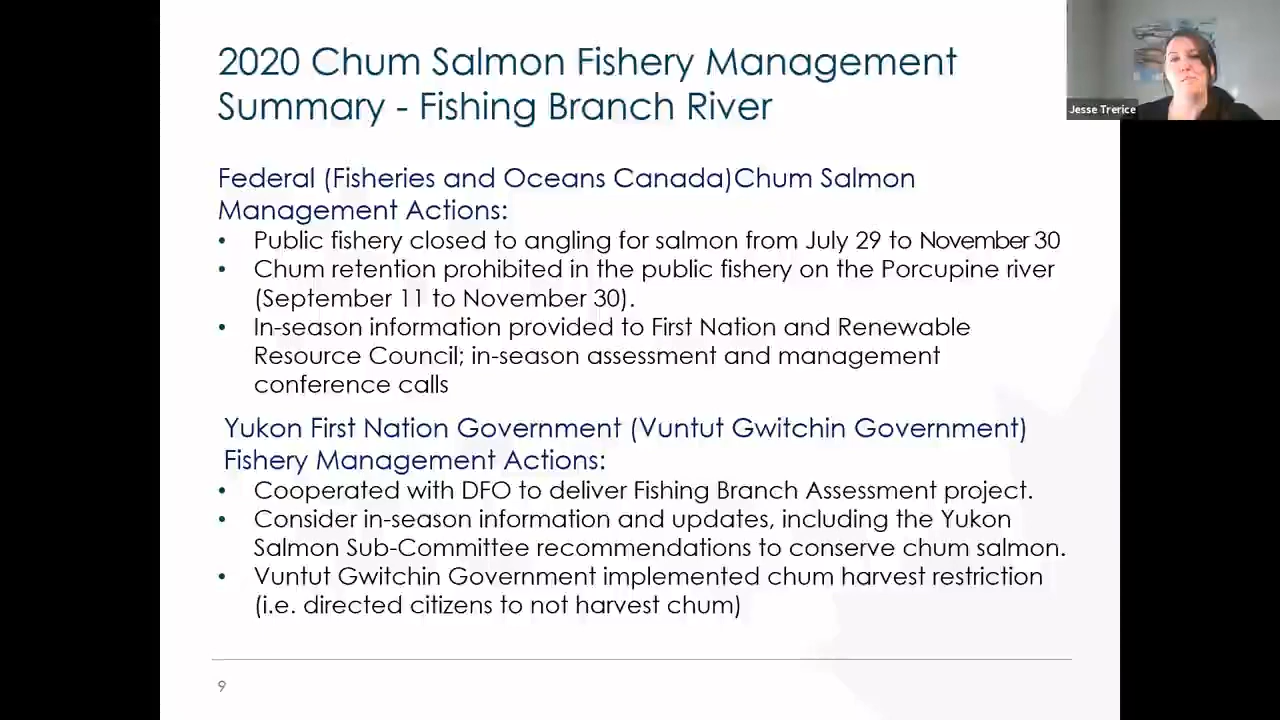 2020 Chum Salmon Fishery Management
Summary - Fishing Branch River
Jesse Trerice
Federal (Fisheries and Oceans Canada)Chum Salmon
Management Actions:
• Public fishery closed to angling for salmon from July 29 to November 30
• Chum retention prohibited in the public fishery on the Porcupine river
(September 11 to November 30).
• In-season information provided to First Nation and Renewable
Resource Council; in-season assessment and management
conference calls
Yukon First Nation Government (Vuntut Gwitchin Government)
Fishery Management Actions:
• Cooperated with DFO to deliver Fishing Branch Assessment project.
• Consider in-season information and updates, including the Yukon
Salmon Sub-Committee recommendations to conserve chum salmon.
• Vuntut Gwitchin Government implemented chum harvest restriction
(i.e. directed citizens to not harvest chum)
9